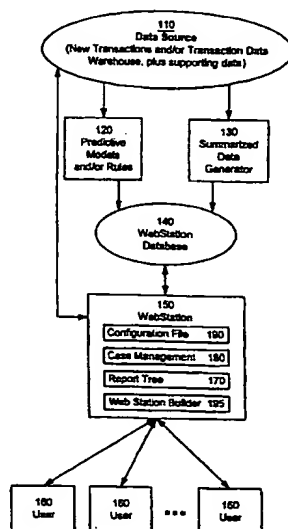 110
Data Source
(New Transactions and/or Transaction Data
Warehouse, plus supporting data)
120
Predictive
Models
and/or Rules
130
Summarized
Data
Generator
140
WebStation
Database
150
WebStation
Configuration File 190
Case Management 180
Report Tree 170
Web Station Builder 195
160
User
160
User
...
160
User